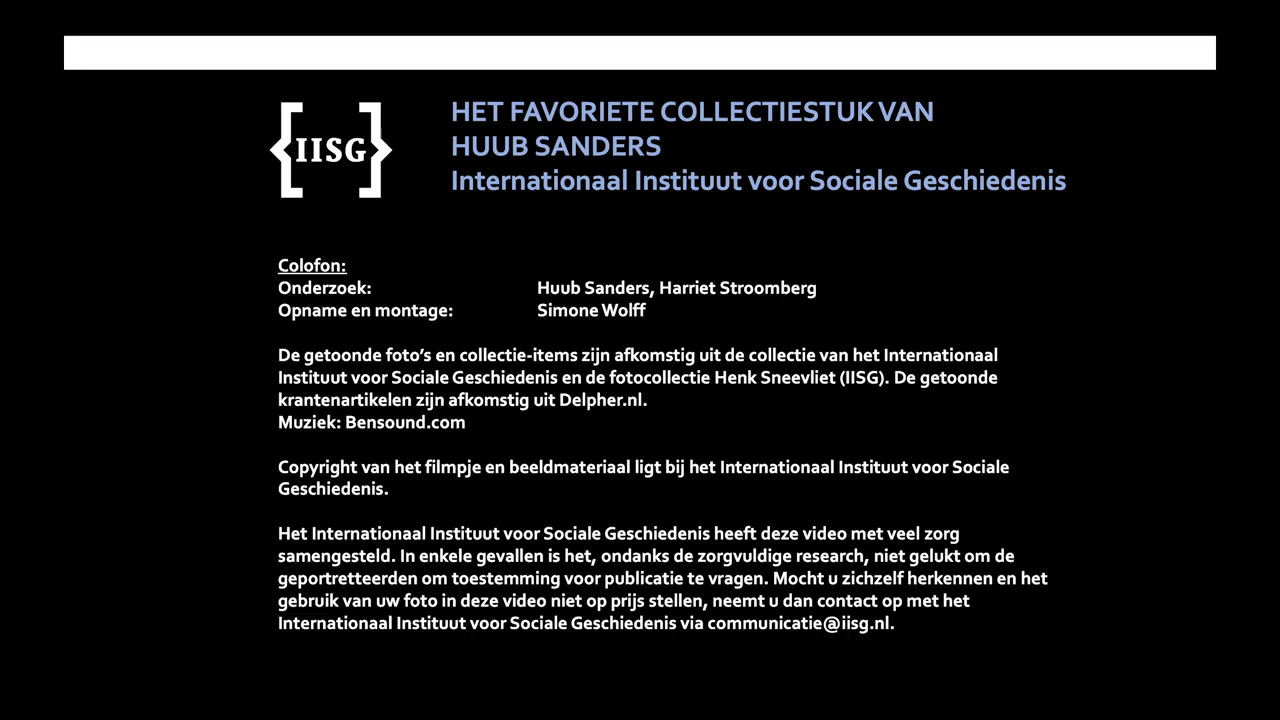 IISG
HET FAVORIETE COLLECTIESTUK VAN
HUUB SANDERS
Internationaal Instituut voor Sociale Geschiedenis
Colofon:
Onderzoek: Huub Sanders, Harriet Stroomberg
Opname en montage: Simone Wolff
De getoonde foto's en collectie-items zijn afkomstig uit de collectie van het Internationaal
Instituut voor Sociale Geschiedenis en de fotocollectie Henk Sneevliet (IISG). De getoonde
krantenartikelen zijn afkomstig uit Delpher.nl.
Muziek: Bensound.com
Copyright van het filmpje en beeldmateriaal ligt bij het Internationaal Instituut voor Sociale
Geschiedenis.
Het Internationaal Instituut voor Sociale Geschiedenis heeft deze video met veel zorg
samengesteld. In enkele gevallen is het, ondanks de zorgvuldige research, niet gelukt om de
geportretteerden om toestemming voor publicatie te vragen. Mocht u zichzelf herkennen en het
gebruik van uw foto in deze video niet op prijs stellen, neemt u dan contact op met het
Internationaal Instituut voor Sociale Geschiedenis via communicatie@iisg.nl.